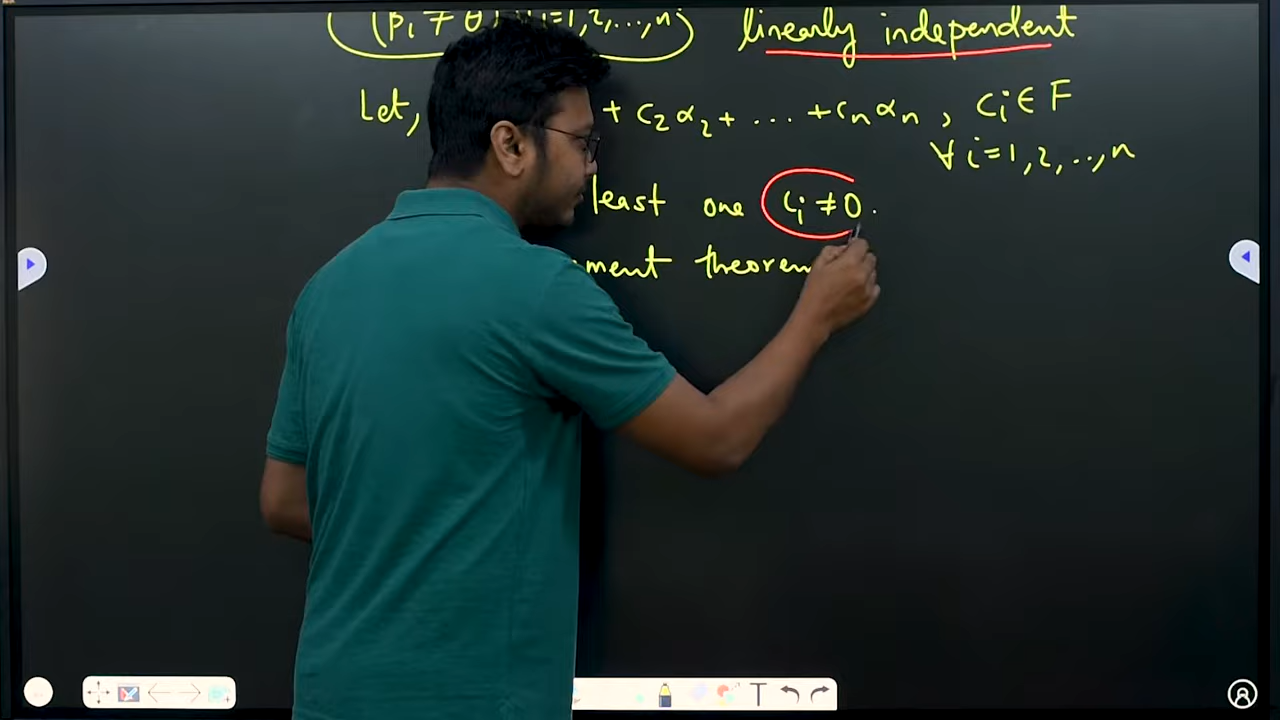 (β₁ ≠ θ) ∀ i=1,2,...,n) linearly independent
Let, + c₂α₂ + ... + cₙαₙ , cᵢ ∈ F
∀ i=1,2,...,n
least one cᵢ ≠ 0.
ment theorem
T